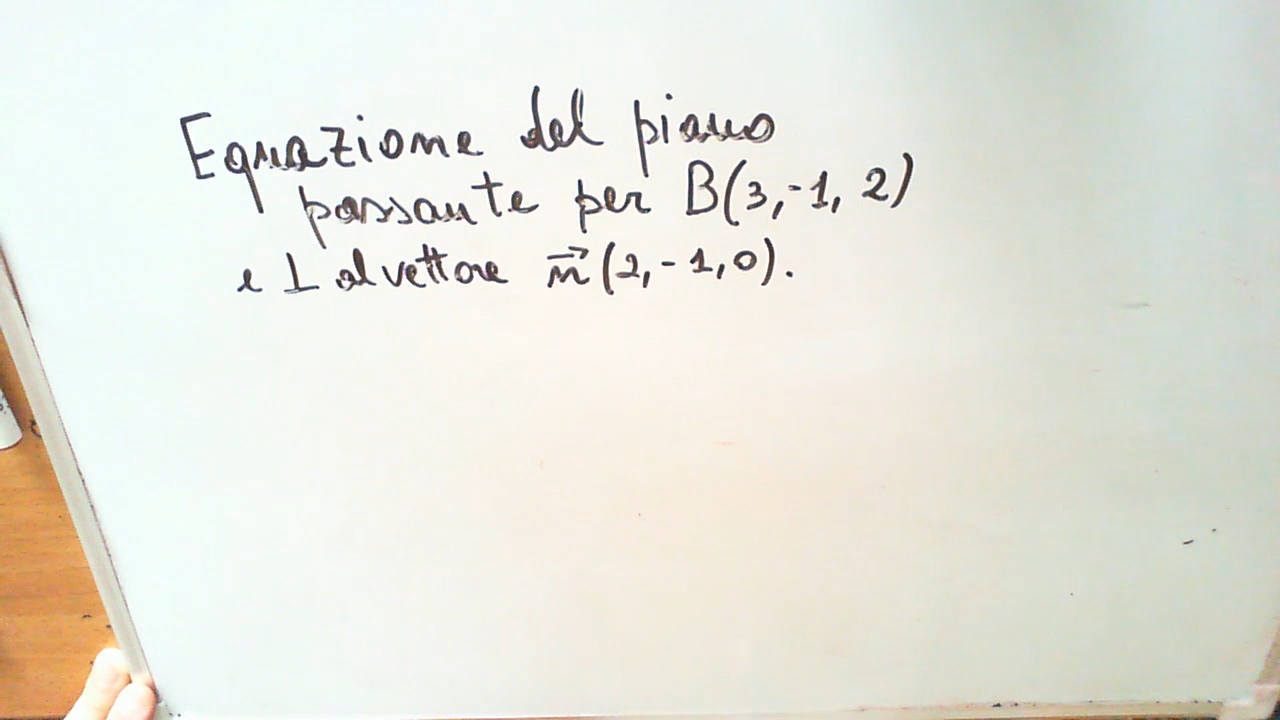 Equazione del piano
passante per B(3,-1, 2)
e ⊥ al vettore n⃗ (2,-1,0).